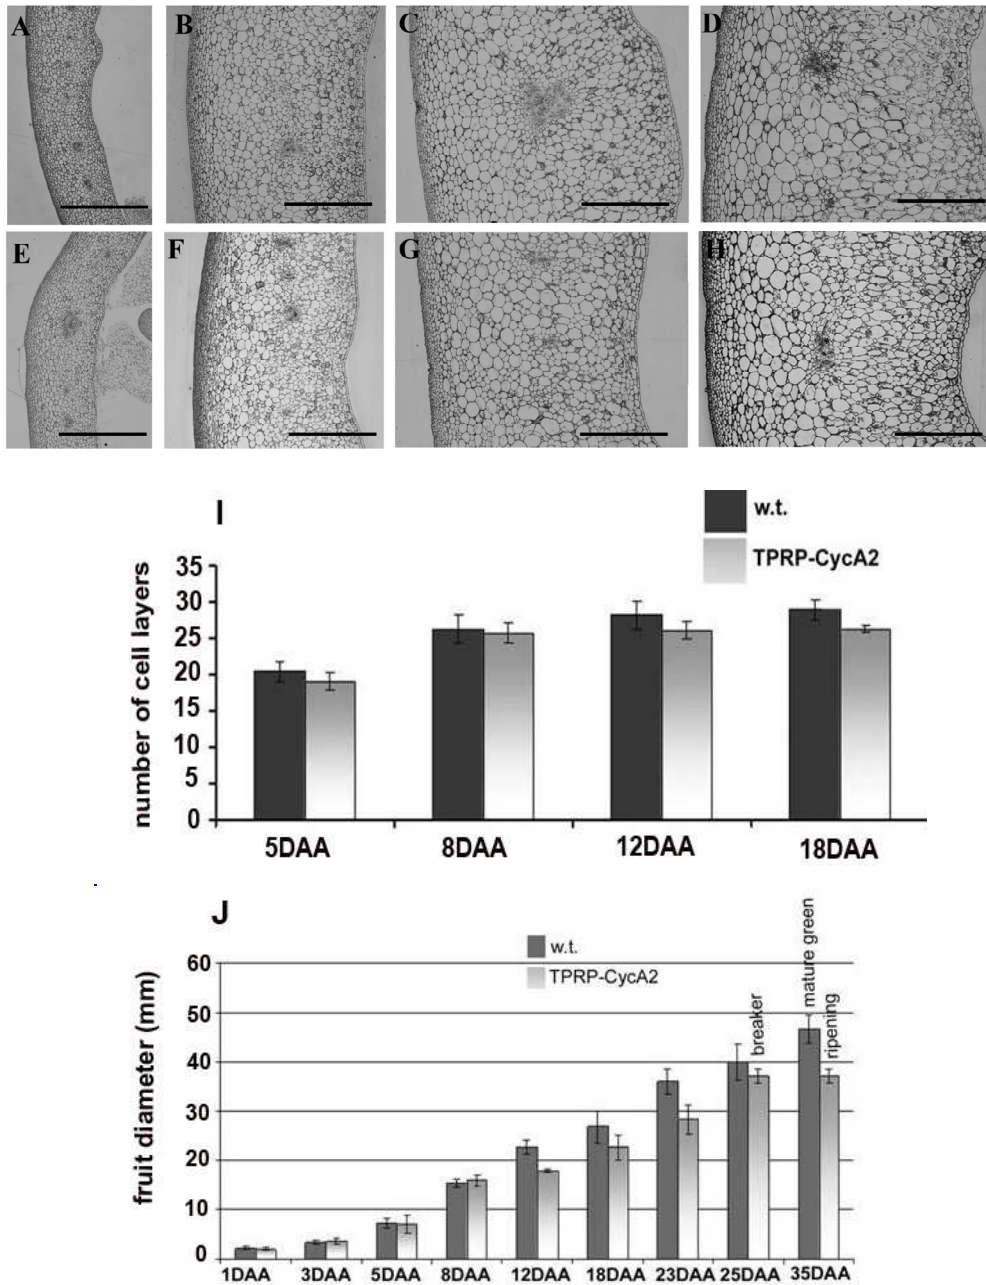 A B C D
E F G H
I
w.t.
TPRP-CycA2
number of cell layers
35
30
25
20
15
10
5
0
5DAA 8DAA 12DAA 18DAA
J
w.t.
TPRP-CycA2
fruit diameter (mm)
60
50
40
30
20
10
0
breaker
mature green
ripening
1DAA 3DAA 5DAA 8DAA 12DAA 18DAA 23DAA 25DAA 35DAA